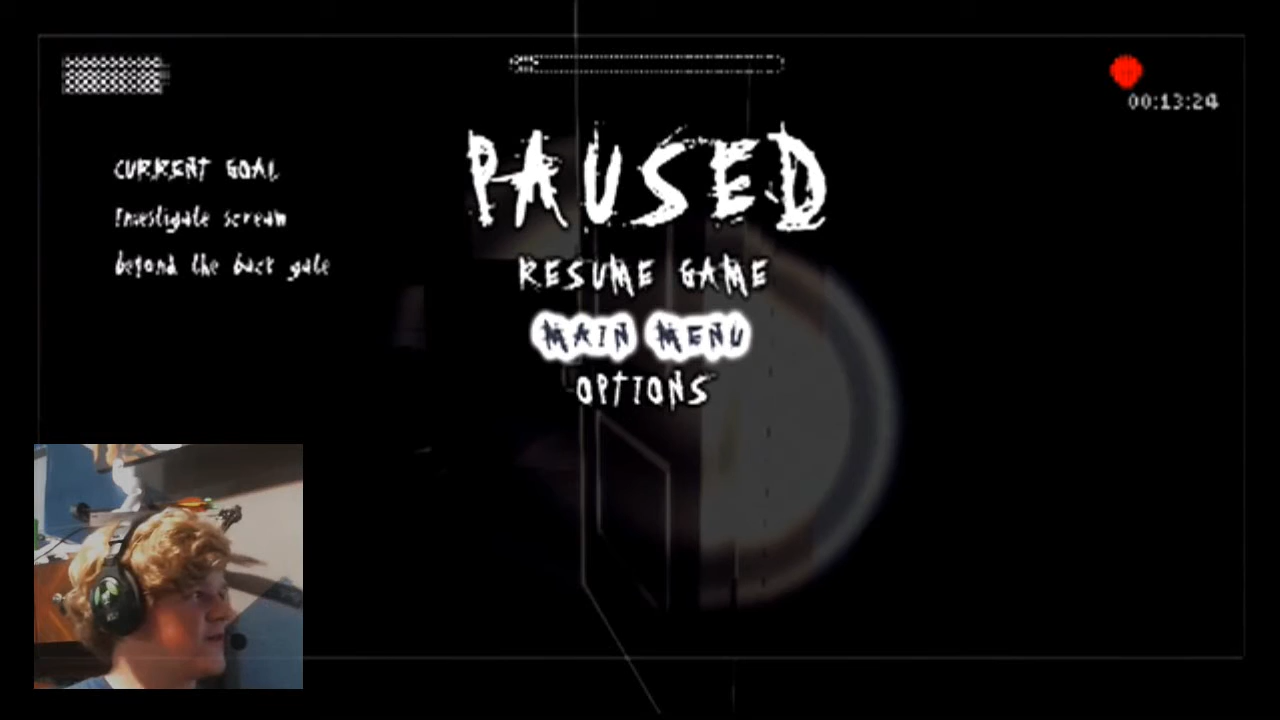 00:13:24
PAUSED
CURRENT GOAL
Investigate scream
beyond the back gate
RESUME GAME
MAIN MENU
OPTIONS